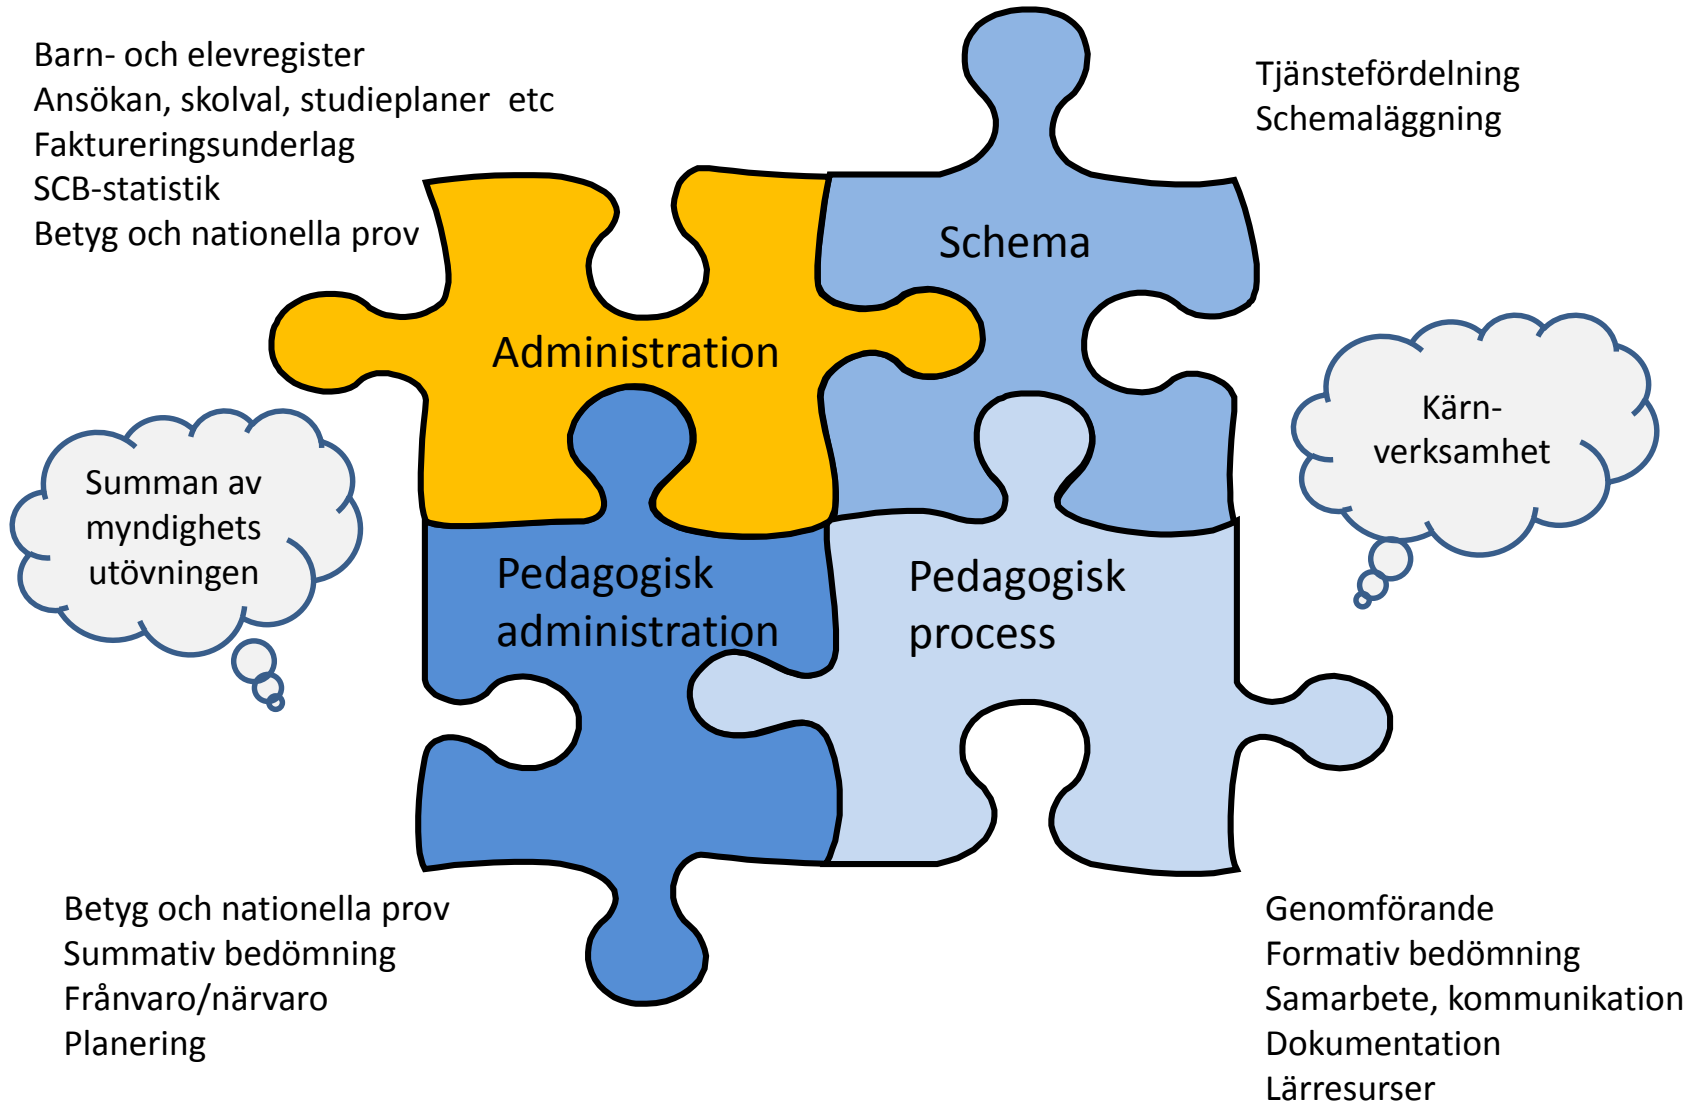 Barn- och elevregister
Ansökan, skolval, studieplaner etc
Faktureringsunderlag
SCB-statistik
Betyg och nationella prov
Tjänstefördelning
Schemaläggning
Schema
Administration
Kärn-
verksamhet
Summan av
myndighets
utövningen
Pedagogisk
administration
Pedagogisk
process
Betyg och nationella prov
Summativ bedömning
Frånvaro/närvaro
Planering
Genomförande
Formativ bedömning
Samarbete, kommunikation
Dokumentation
Lärresurser